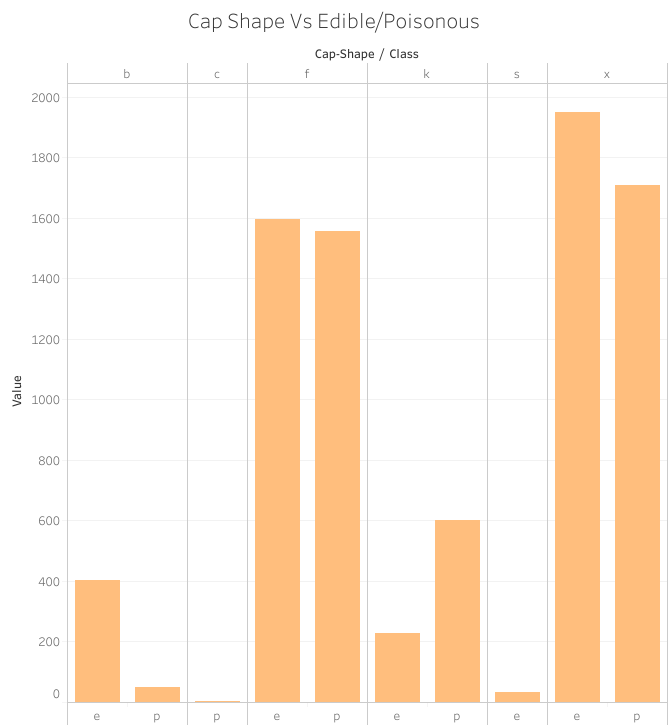 Cap Shape Vs Edible/Poisonous
Cap-Shape / Class
b c f k s x
2000
1800
1600
1400
1200
1000
800
600
400
200
0
Value
e p p e p e p e e p